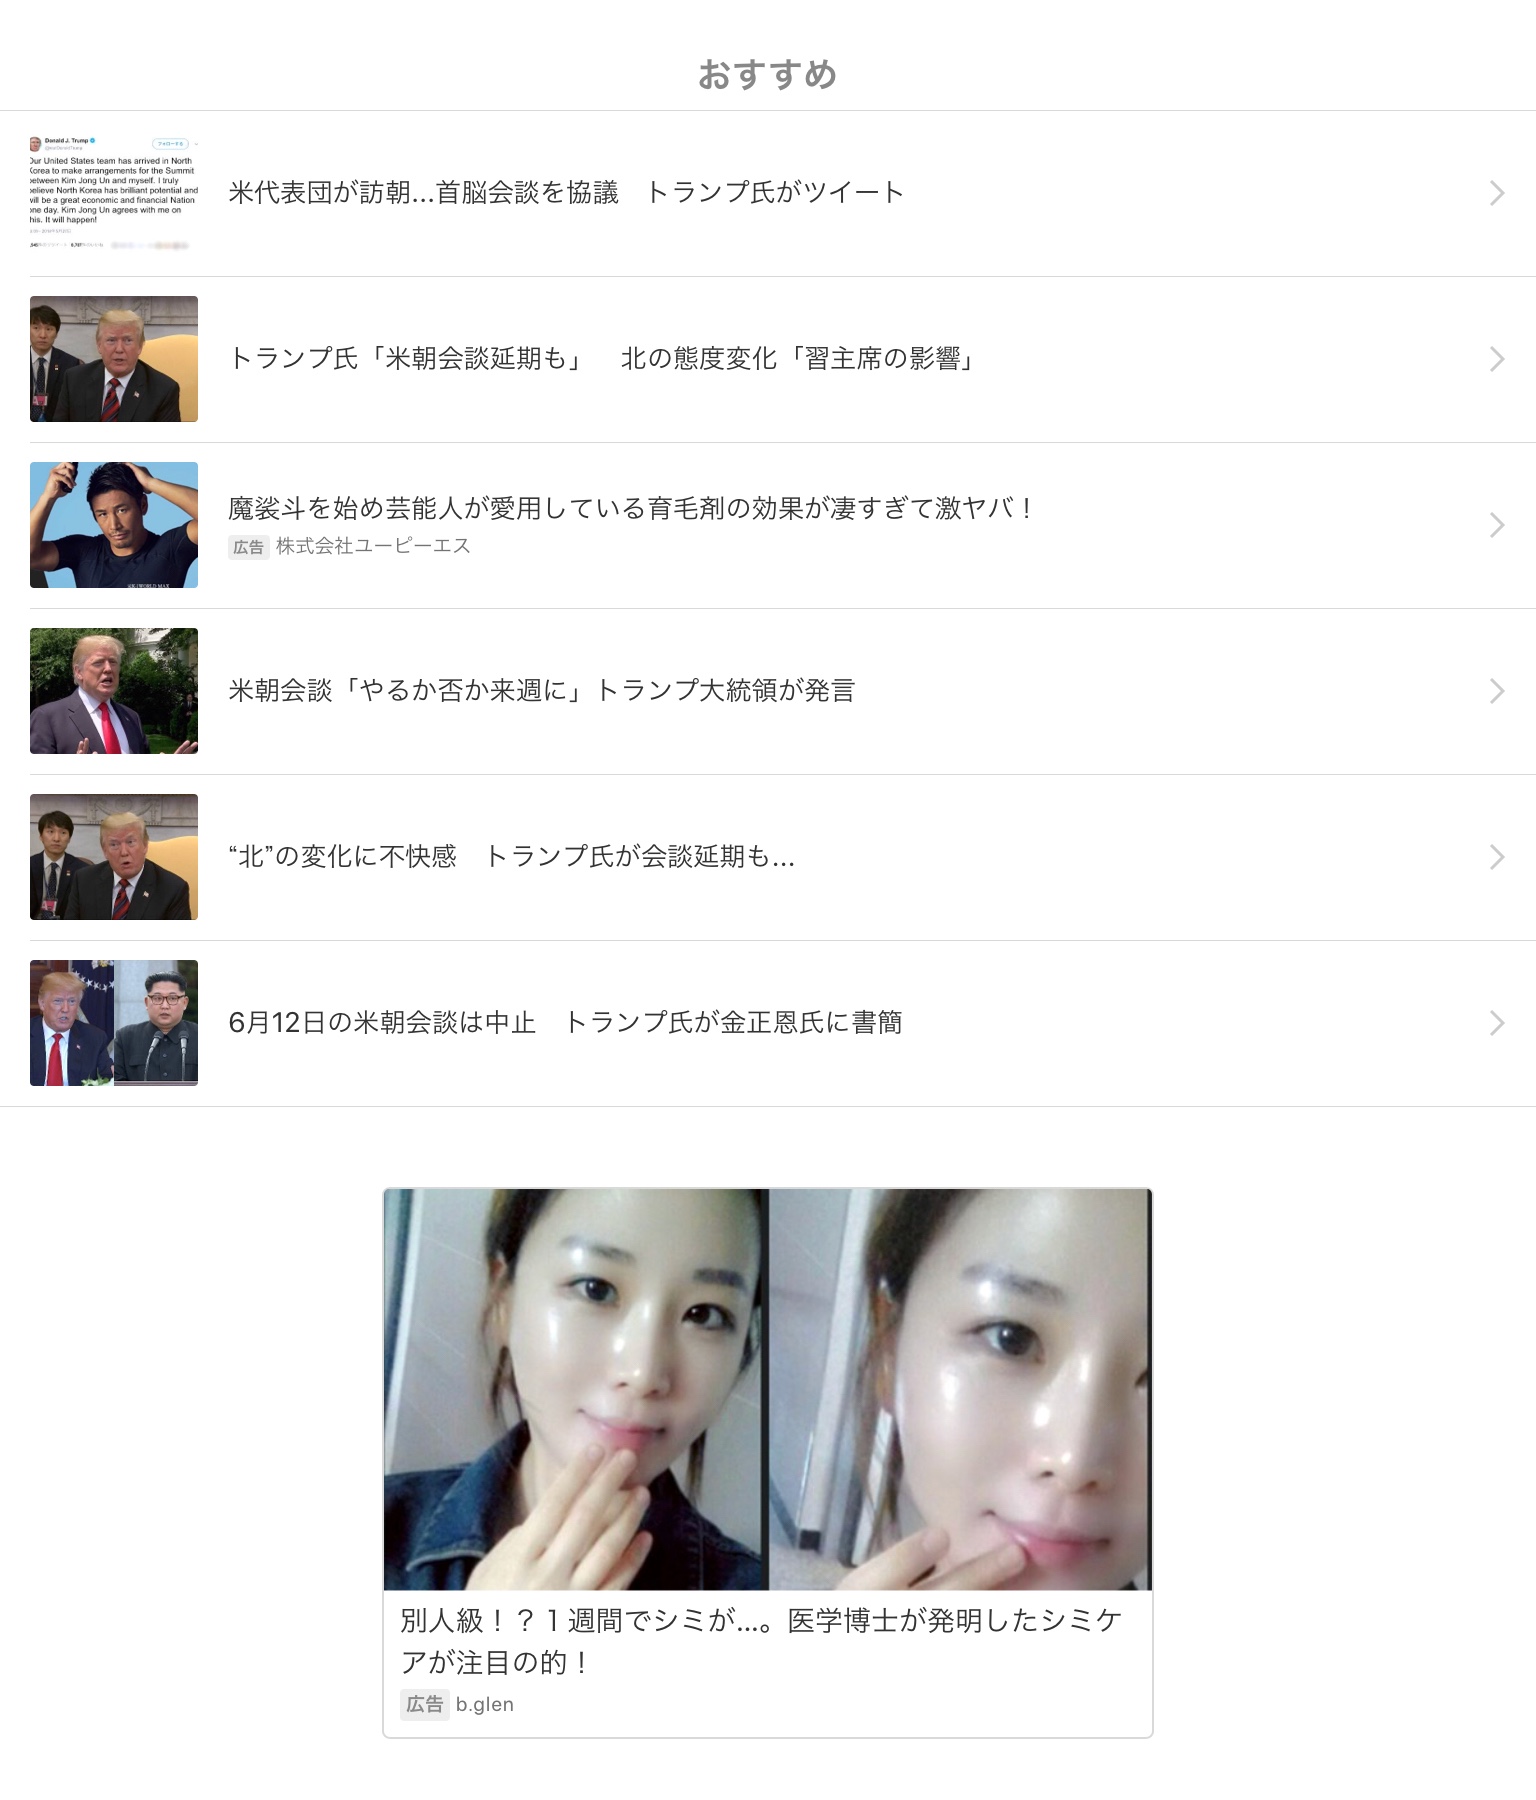 おすすめ
Donald J. Trump
フォローする
Our United States team has arrived in North
Korea to make arrangements for the Summit
between Kim Jong Un and myself. I truly
believe North Korea has brilliant potential and
will be a great economic and financial Nation
one day. Kim Jong Un agrees with me on
this. It will happen!
米代表団が訪朝…首脳会談を協議　トランプ氏がツイート
トランプ氏「米朝会談延期も」　北の態度変化「習主席の影響」
魔裟斗を始め芸能人が愛用している育毛剤の効果が凄すぎて激ヤバ！
広告 株式会社ユーピーエス
米朝会談「やるか否か来週に」トランプ大統領が発言
“北”の変化に不快感　トランプ氏が会談延期も…
6月12日の米朝会談は中止　トランプ氏が金正恩氏に書簡
別人級！？１週間でシミが…。医学博士が発明したシミケ
アが注目の的！
広告 b.glen